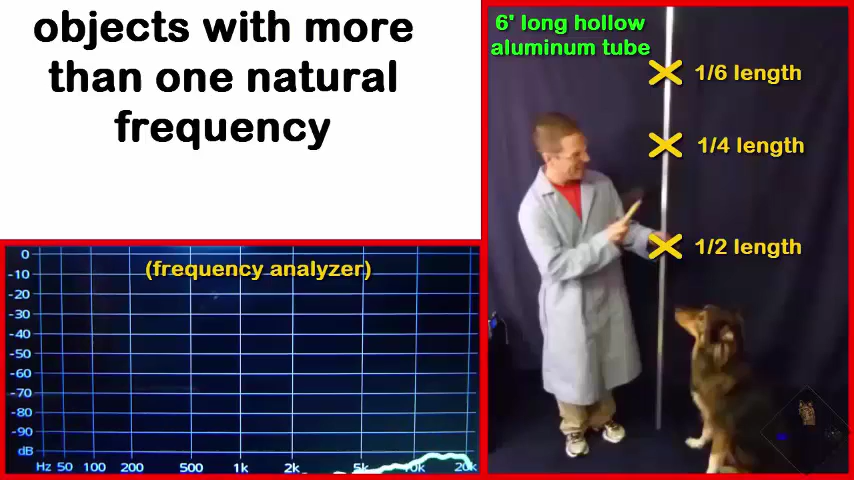 objects with more
than one natural
frequency
6' long hollow
aluminum tube
1/6 length
1/4 length
1/2 length
(frequency analyzer)
0
-10
-20
-30
-40
-50
-60
-70
-80
-90
dB
Hz 50 100 200 500 1k 2k 5k 10k 20k